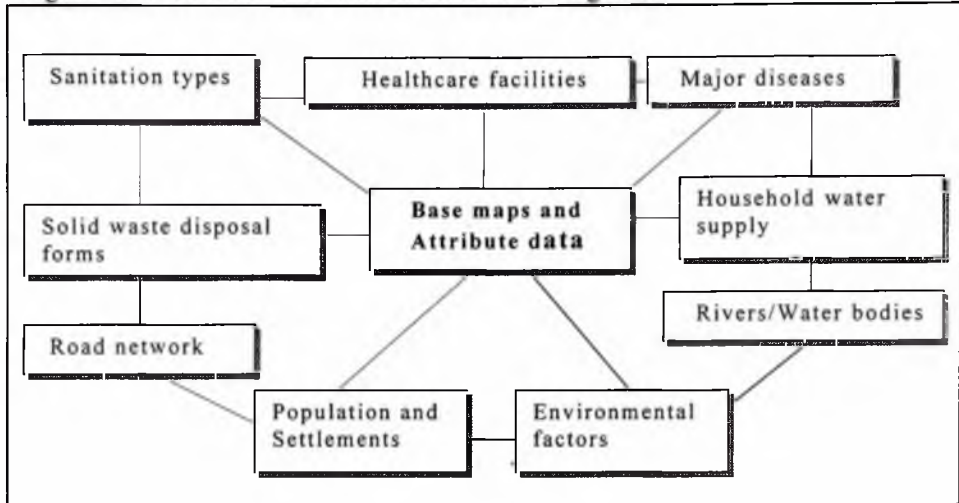 Sanitation types
Healthcare facilities
Major diseases
Base maps and
Attribute data
Solid waste disposal
forms
Household water
supply
Rivers/Water bodies
Road network
Population and
Settlements
Environmental
factors